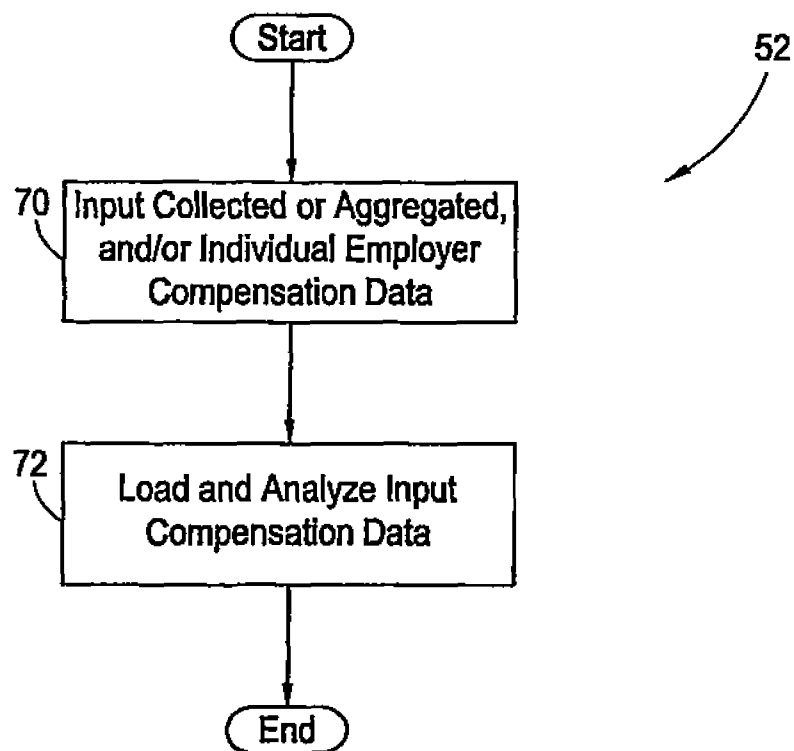 Start
52
70
Input Collected or Aggregated,
and/or Individual Employer
Compensation Data
72
Load and Analyze Input
Compensation Data
End